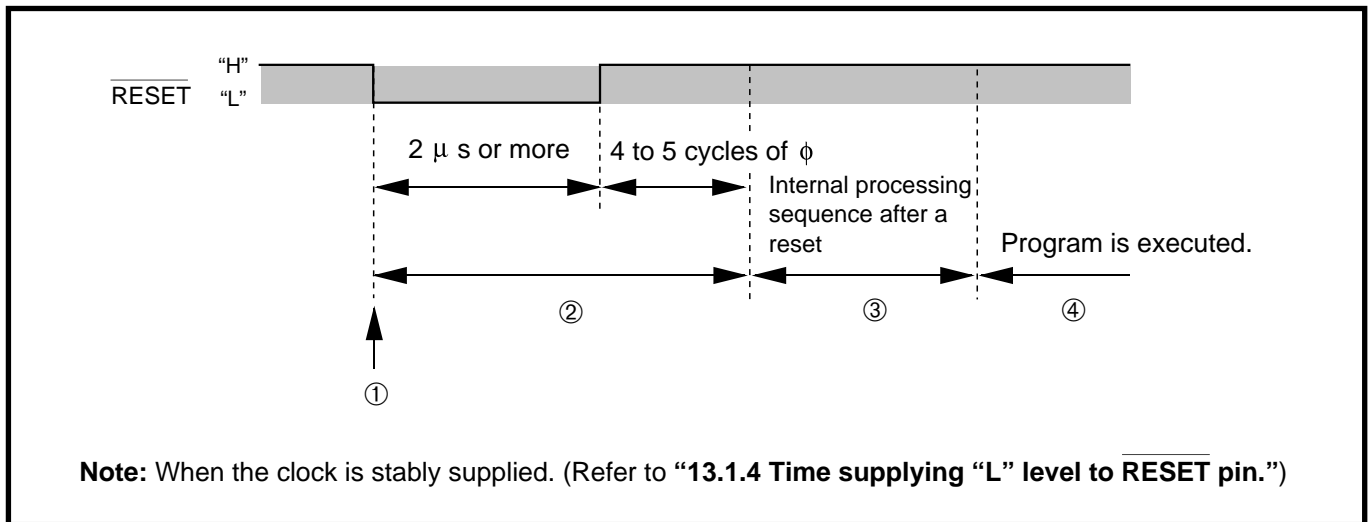 “H”
RESET “L”
2 μ s or more
4 to 5 cycles of ϕ
Internal processing
sequence after a
reset
Program is executed.
②
③
④
①
Note: When the clock is stably supplied. (Refer to “13.1.4 Time supplying “L” level to RESET pin.”)